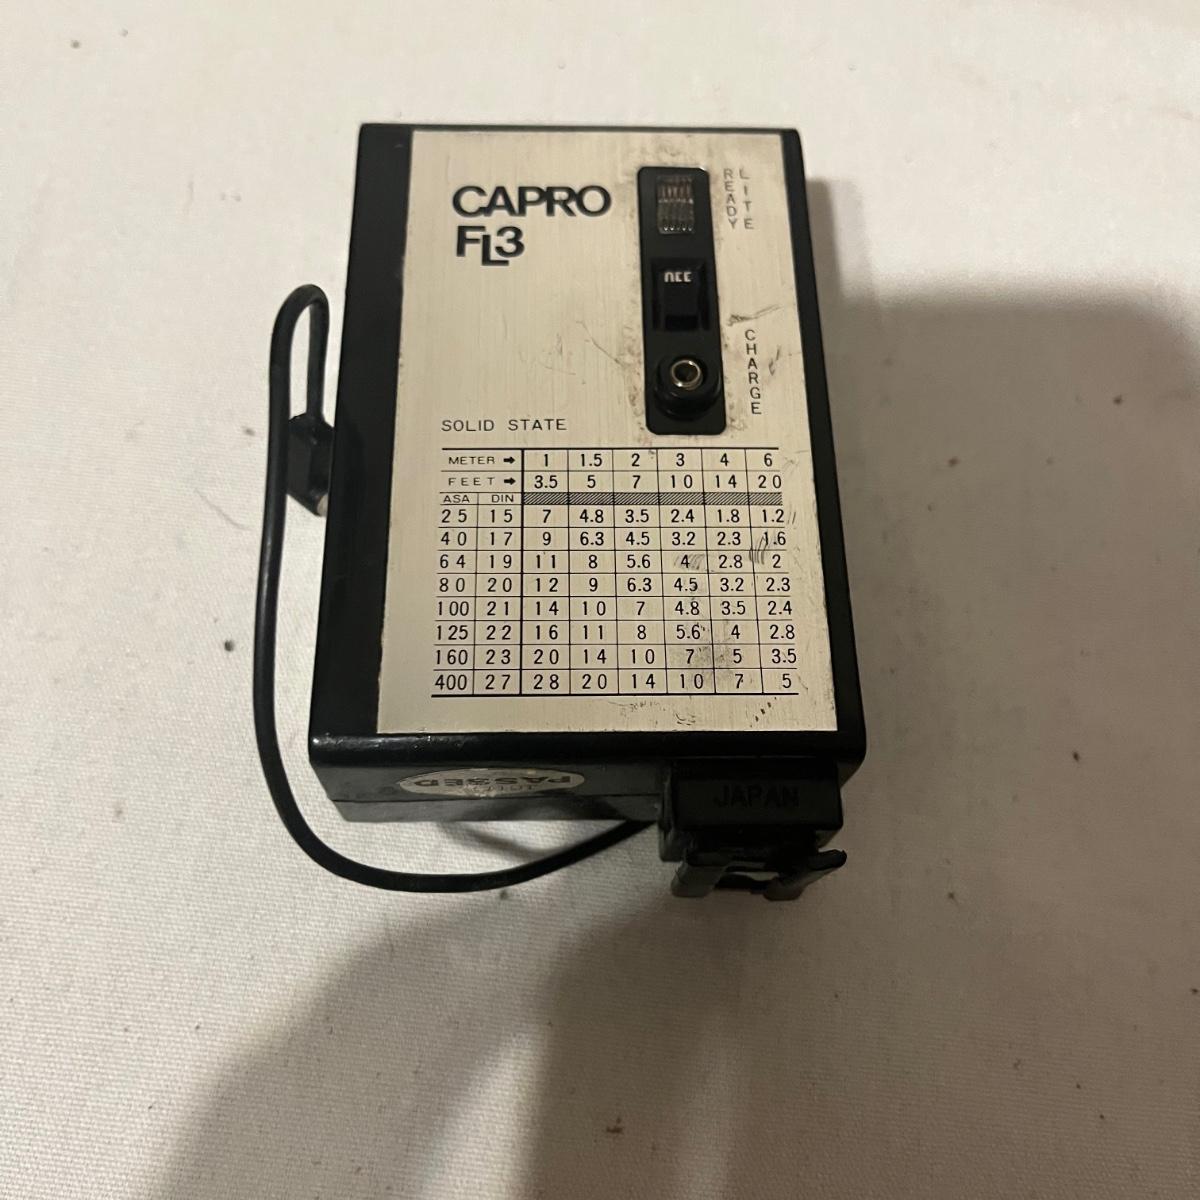 CAPRO
FL3
READY
LITE
OFF
CHARGE
SOLID STATE
METER → 1 1.5 2 3 4 6
FEET → 3.5 5 7 10 14 20
ASA DIN
25 15 7 4.8 3.5 2.4 1.8 1.2
40 17 9 6.3 4.5 3.2 2.3 1.6
64 19 11 8 5.6 4 2.8 2
80 20 12 9 6.3 4.5 3.2 2.3
100 21 14 10 7 4.8 3.5 2.4
125 22 16 11 8 5.6 4 2.8
160 23 20 14 10 7 5 3.5
400 27 28 20 14 10 7 5
PASSED
JAPAN